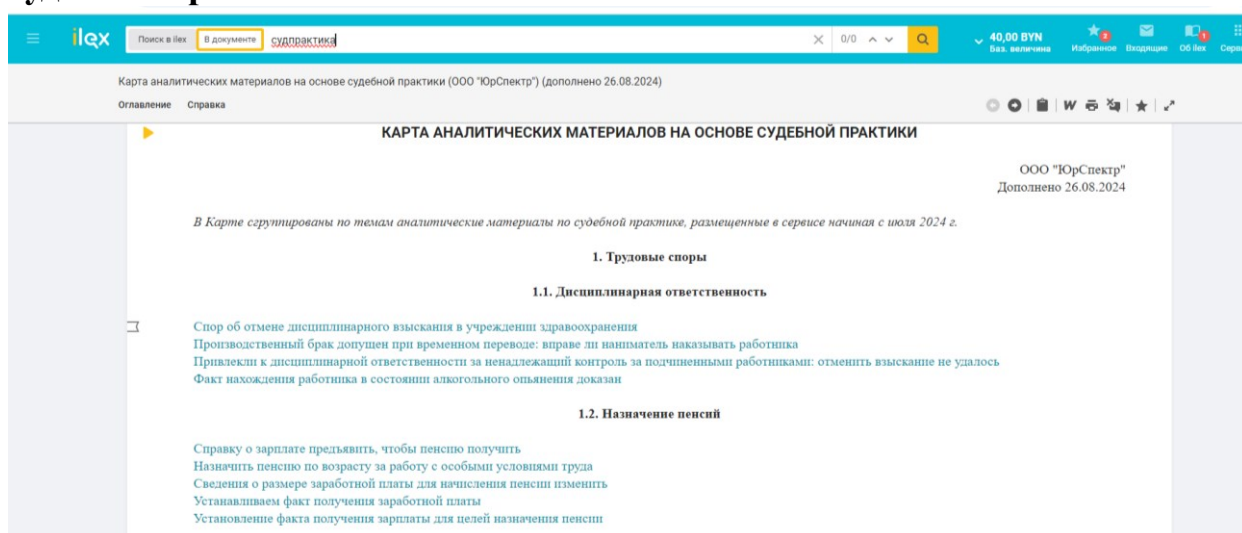 ilex Поиск в ilex В документе судпрактика 0/0 40,00 BYN
Баз. величина Избранное Входящие Об ilex
Карта аналитических материалов на основе судебной практики (ООО "ЮрСпектр") (дополнено 26.08.2024)
Оглавление Справка W
КАРТА АНАЛИТИЧЕСКИХ МАТЕРИАЛОВ НА ОСНОВЕ СУДЕБНОЙ ПРАКТИКИ
ООО "ЮрСпектр"
Дополнено 26.08.2024
В Карте сгруппированы по темам аналитические материалы по судебной практике, размещенные в сервисе начиная с июля 2024 г.
1. Трудовые споры
1.1. Дисциплинарная ответственность
Спор об отмене дисциплинарного взыскания в учреждении здравоохранения
Производственный брак допущен при временном переводе: вправе ли наниматель наказывать работника
Привлекли к дисциплинарной ответственности за ненадлежащий контроль за подчиненными работниками: отменить взыскание не удалось
Факт нахождения работника в состоянии алкогольного опьянения доказан
1.2. Назначение пенсий
Справку о зарплате предъявить, чтобы пенсию получить
Назначить пенсию по возрасту за работу с особыми условиями труда
Сведения о размере заработной платы для начисления пенсии изменить
Устанавливаем факт получения заработной платы
Установление факта получения зарплаты для целей назначения пенсии